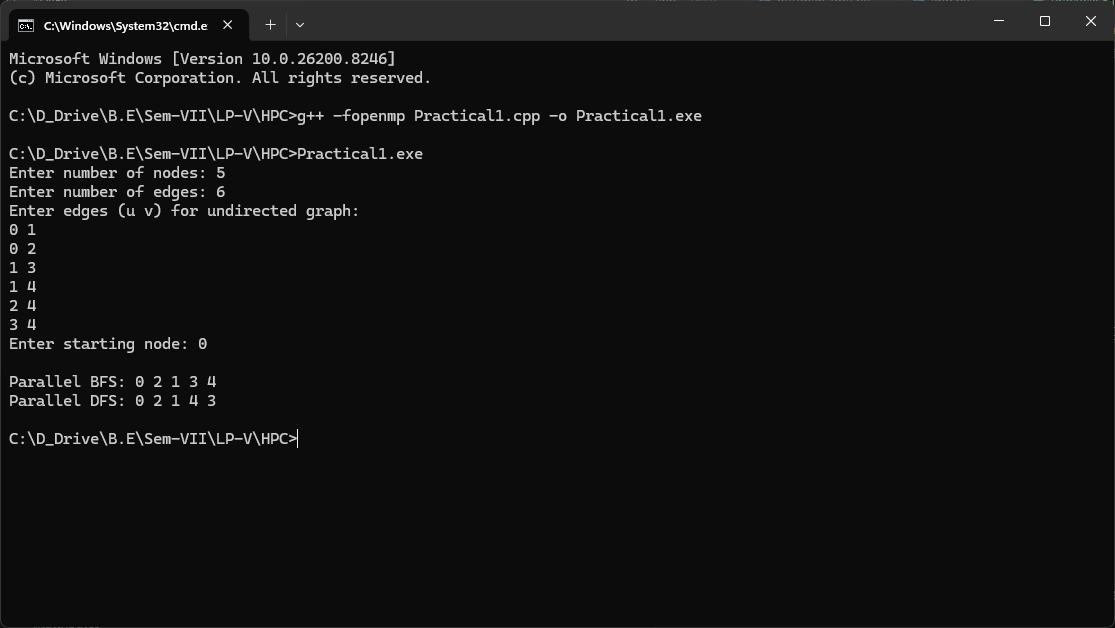 C:\Windows\System32\cmd.e
Microsoft Windows [Version 10.0.26200.8246]
(c) Microsoft Corporation. All rights reserved.
C:\D_Drive\B.E\Sem-VII\LP-V\HPC>g++ -fopenmp Practical1.cpp -o Practical1.exe
C:\D_Drive\B.E\Sem-VII\LP-V\HPC>Practical1.exe
Enter number of nodes: 5
Enter number of edges: 6
Enter edges (u v) for undirected graph:
0 1
0 2
1 3
1 4
2 4
3 4
Enter starting node: 0
Parallel BFS: 0 2 1 3 4
Parallel DFS: 0 2 1 4 3
C:\D_Drive\B.E\Sem-VII\LP-V\HPC>